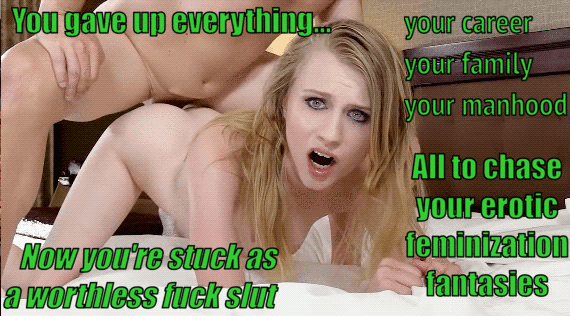 You gave up everything...
your career
your family
your manhood
All to chase
your erotic
feminization
fantasies
Now you're stuck as
a worthless fuck slut